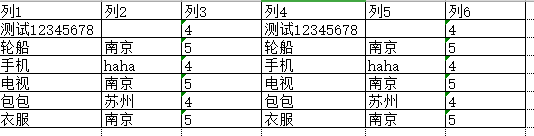 列1 列2 列3 列4 列5 列6
测试12345678 4 测试12345678 4
轮船 南京 5 轮船 南京 5
手机 haha 4 手机 haha 4
电视 南京 5 电视 南京 5
包包 苏州 4 包包 苏州 4
衣服 南京 5 衣服 南京 5